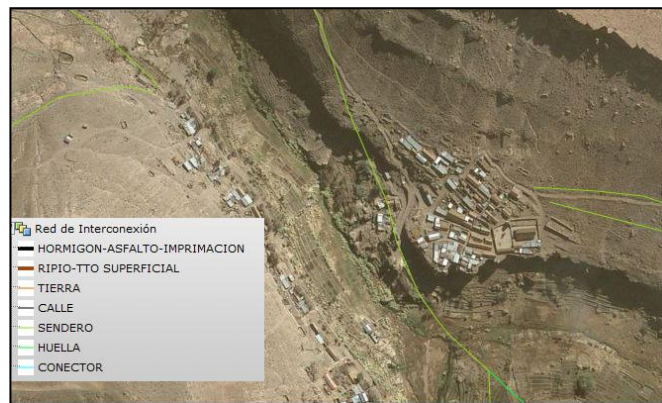 Red de Interconexión
HORMIGON-ASFALTO-IMPRIMACION
RIPIO-TTO SUPERFICIAL
TIERRA
CALLE
SENDERO
HUELLA
CONECTOR